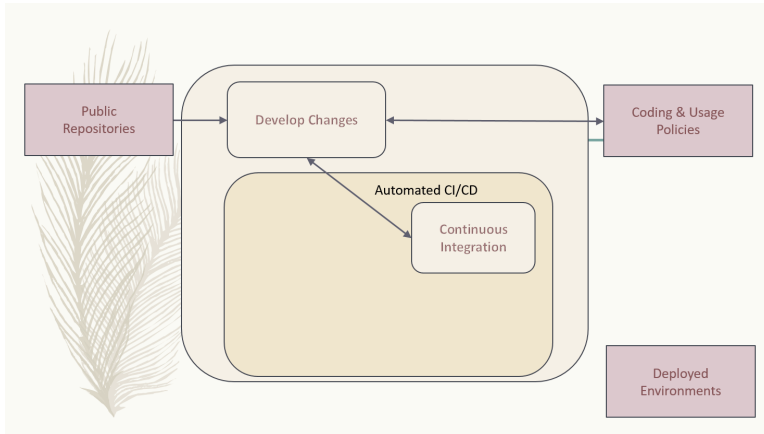 Public
Repositories
Develop Changes
Coding & Usage
Policies
Automated CI/CD
Continuous
Integration
Deployed
Environments